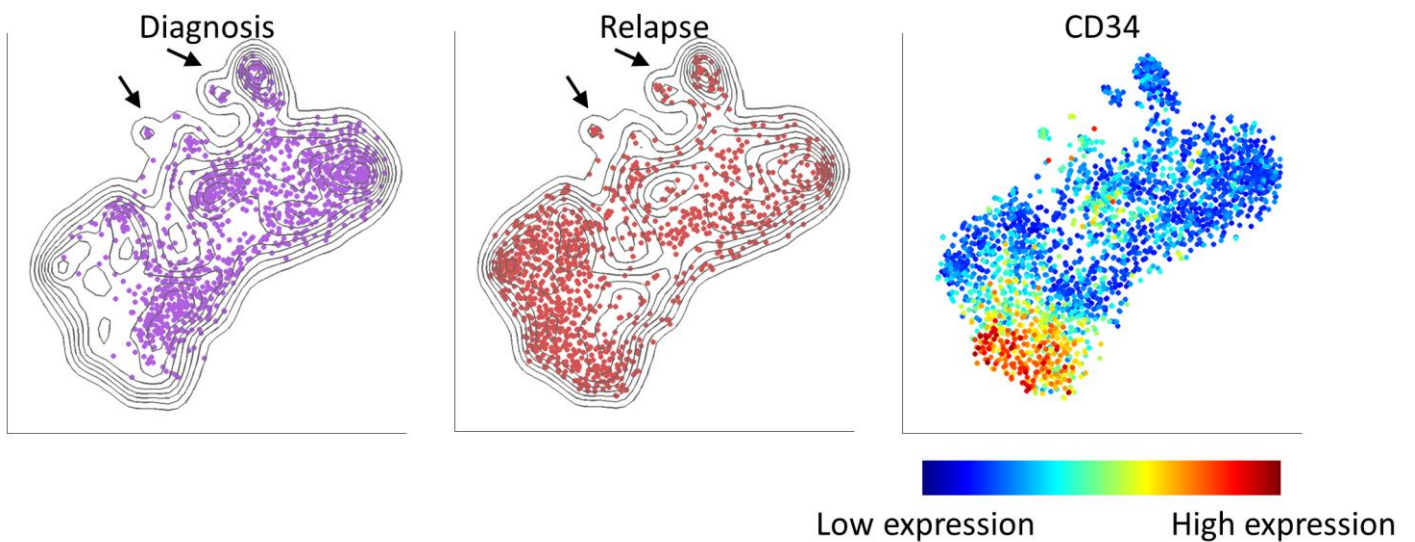 Diagnosis
Relapse
CD34
Low expression
High expression